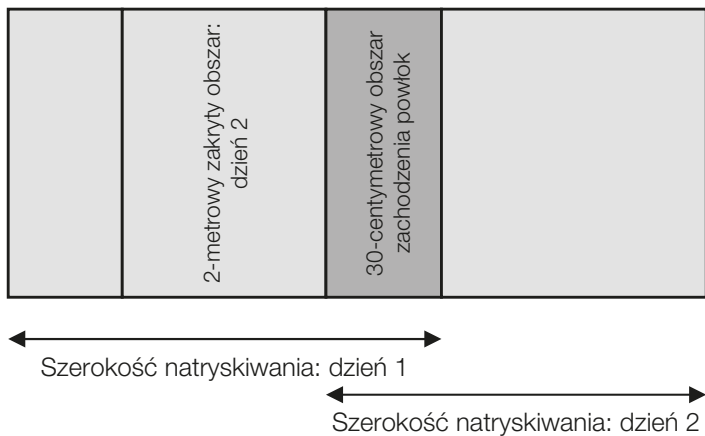 2-metrowy zakryty obszar:
dzień 2
30-centymetrowy obszar
zachodzenia powłok
Szerokość natryskiwania: dzień 1
Szerokość natryskiwania: dzień 2